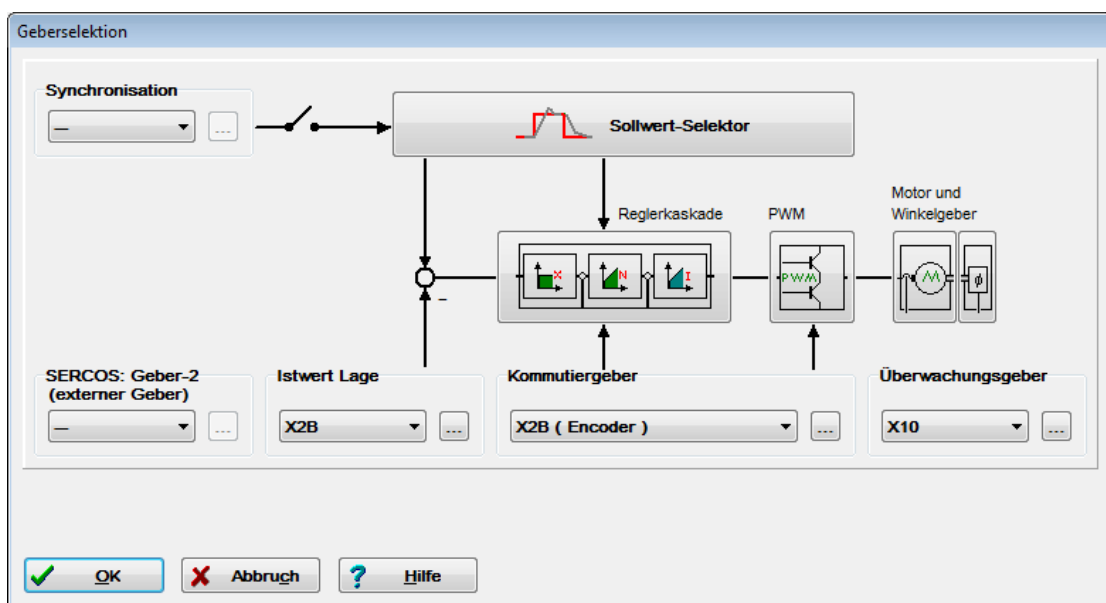 Geberselektion
Synchronisation
—
...
Sollwert-Selektor
Reglerkaskade
PWM
Motor und
Winkelgeber
X
N
I
PWM
M
ϕ
–
SERCOS: Geber-2
(externer Geber)
—
...
Istwert Lage
X2B
...
Kommutiergeber
X2B ( Encoder )
...
Überwachungsgeber
X10
...
OK
Abbruch
Hilfe